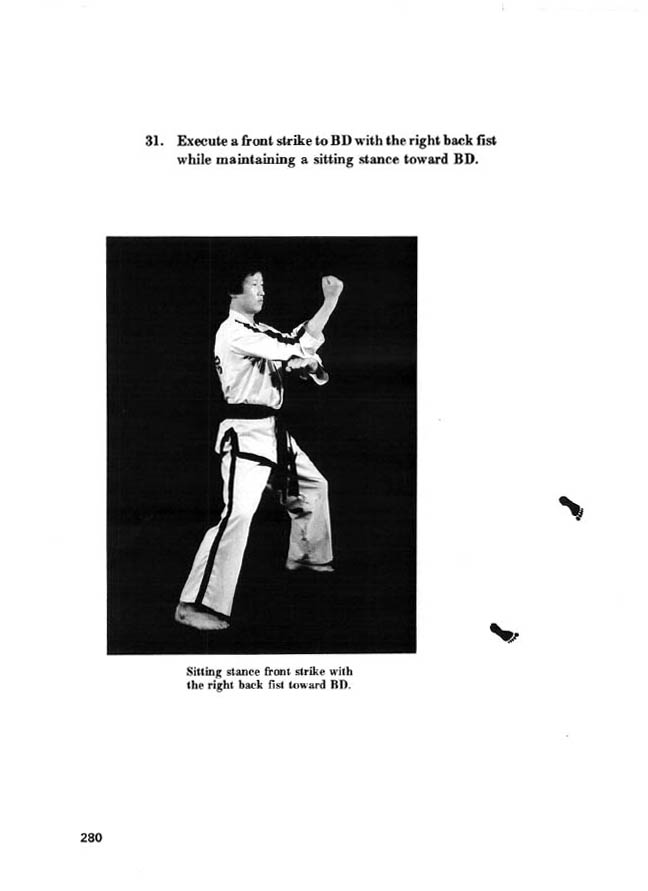 31. Execute a front strike to BD with the right back fist
while maintaining a sitting stance toward BD.
Sitting stance front strike with
the right back fist toward BD.
280